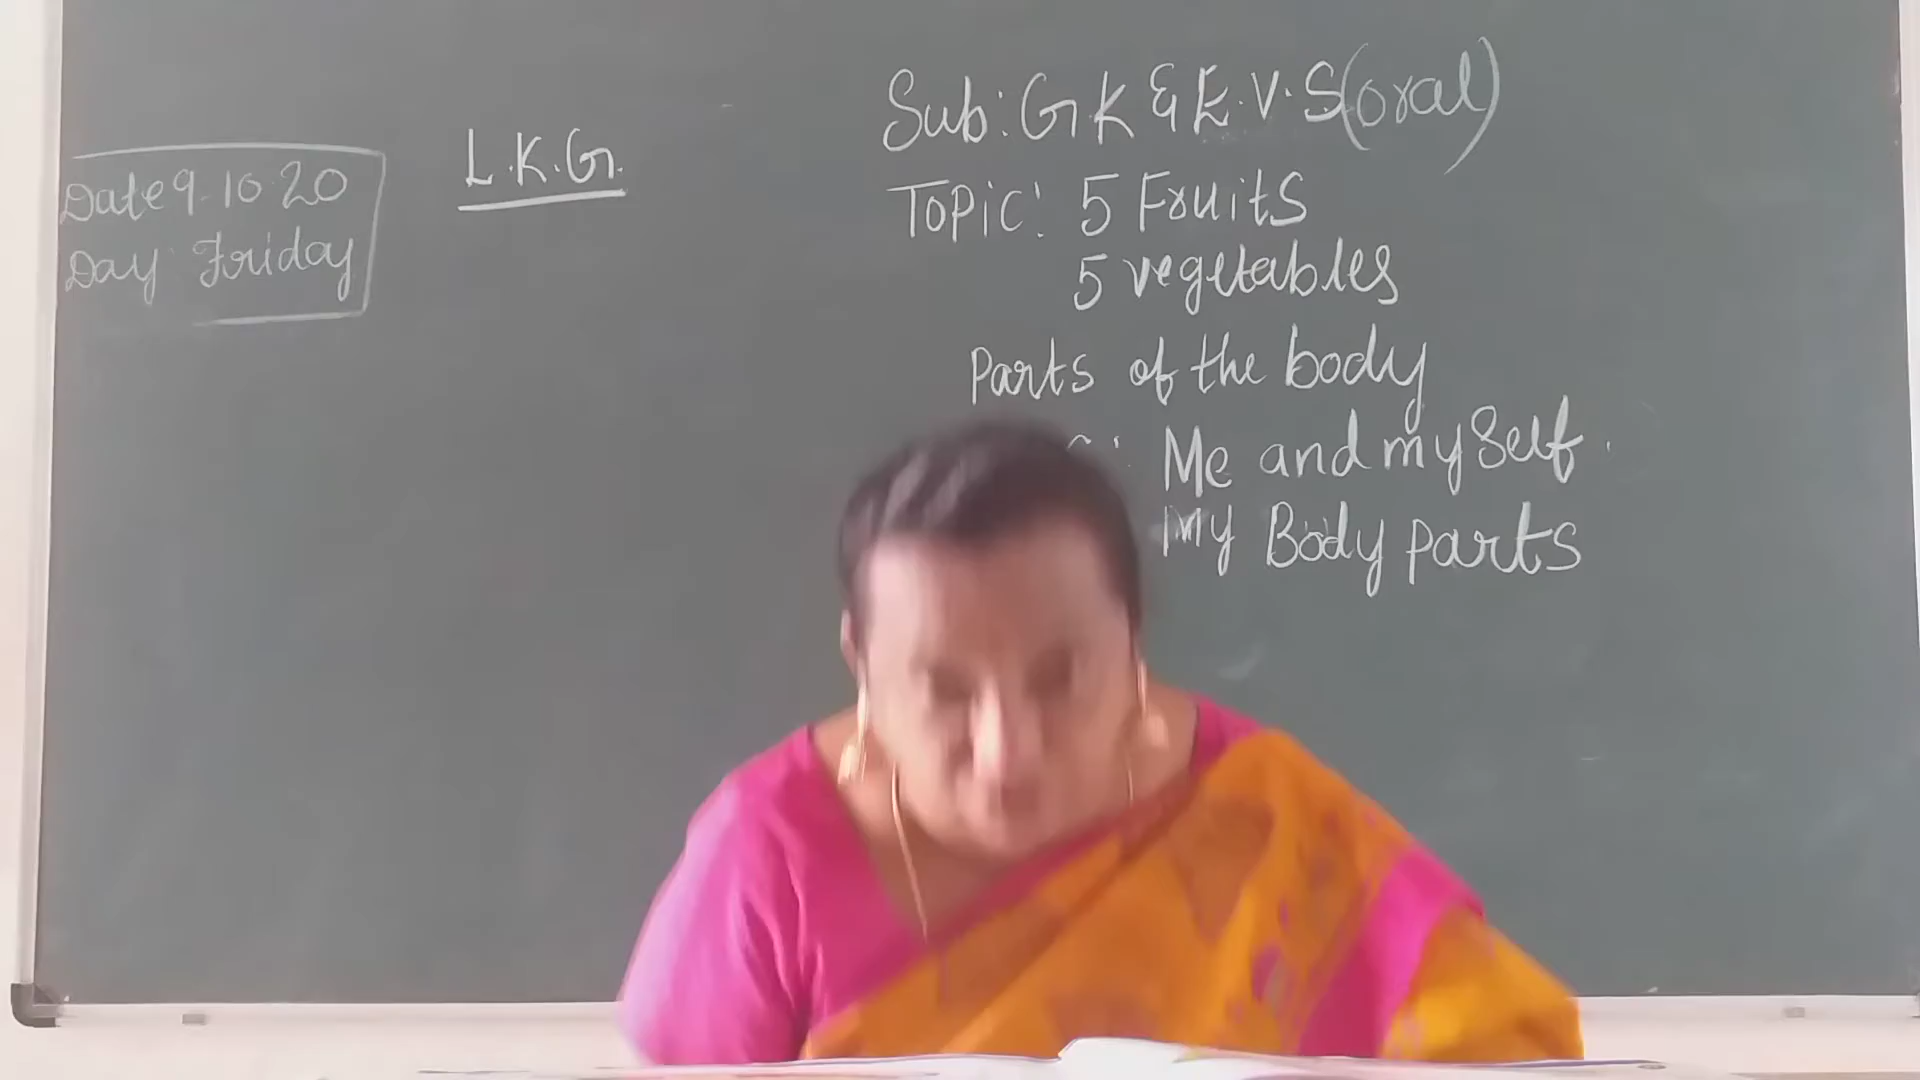 Date 9-10-20
Day: Friday
L.K.G.
Sub: GK & E.V.S(oral)
Topic: 5 Fruits
5 vegetables
Parts of the body
Me and my Self.
My Body parts